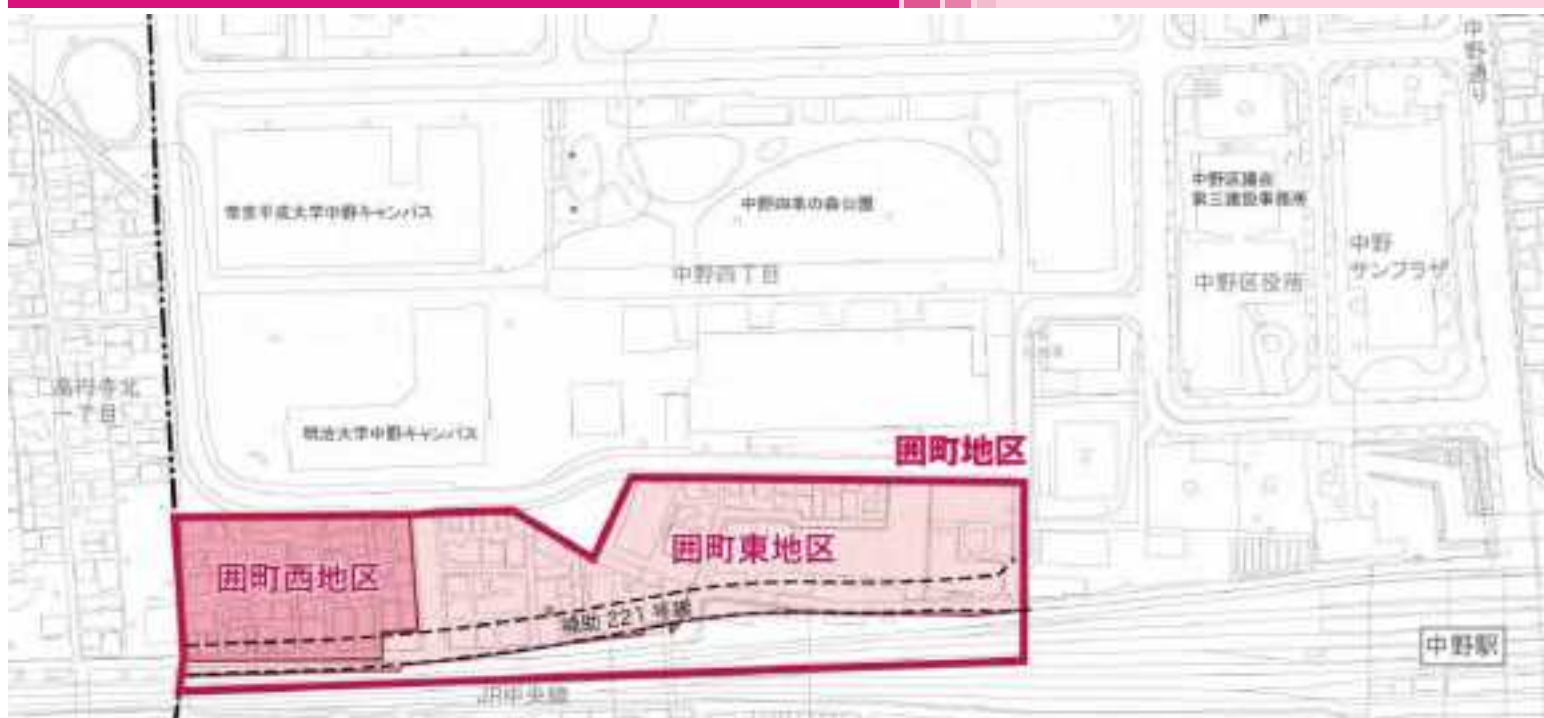 中野通り
帝京平成大学中野キャンパス
中野四季の森公園
中野区議会
第三建設事務所
中野四丁目
中野区役所
中野
サンプラザ
高円寺北
一丁目
明治大学中野キャンパス
囲町地区
囲町東地区
囲町西地区
補助221号線
中野駅
JR中央線